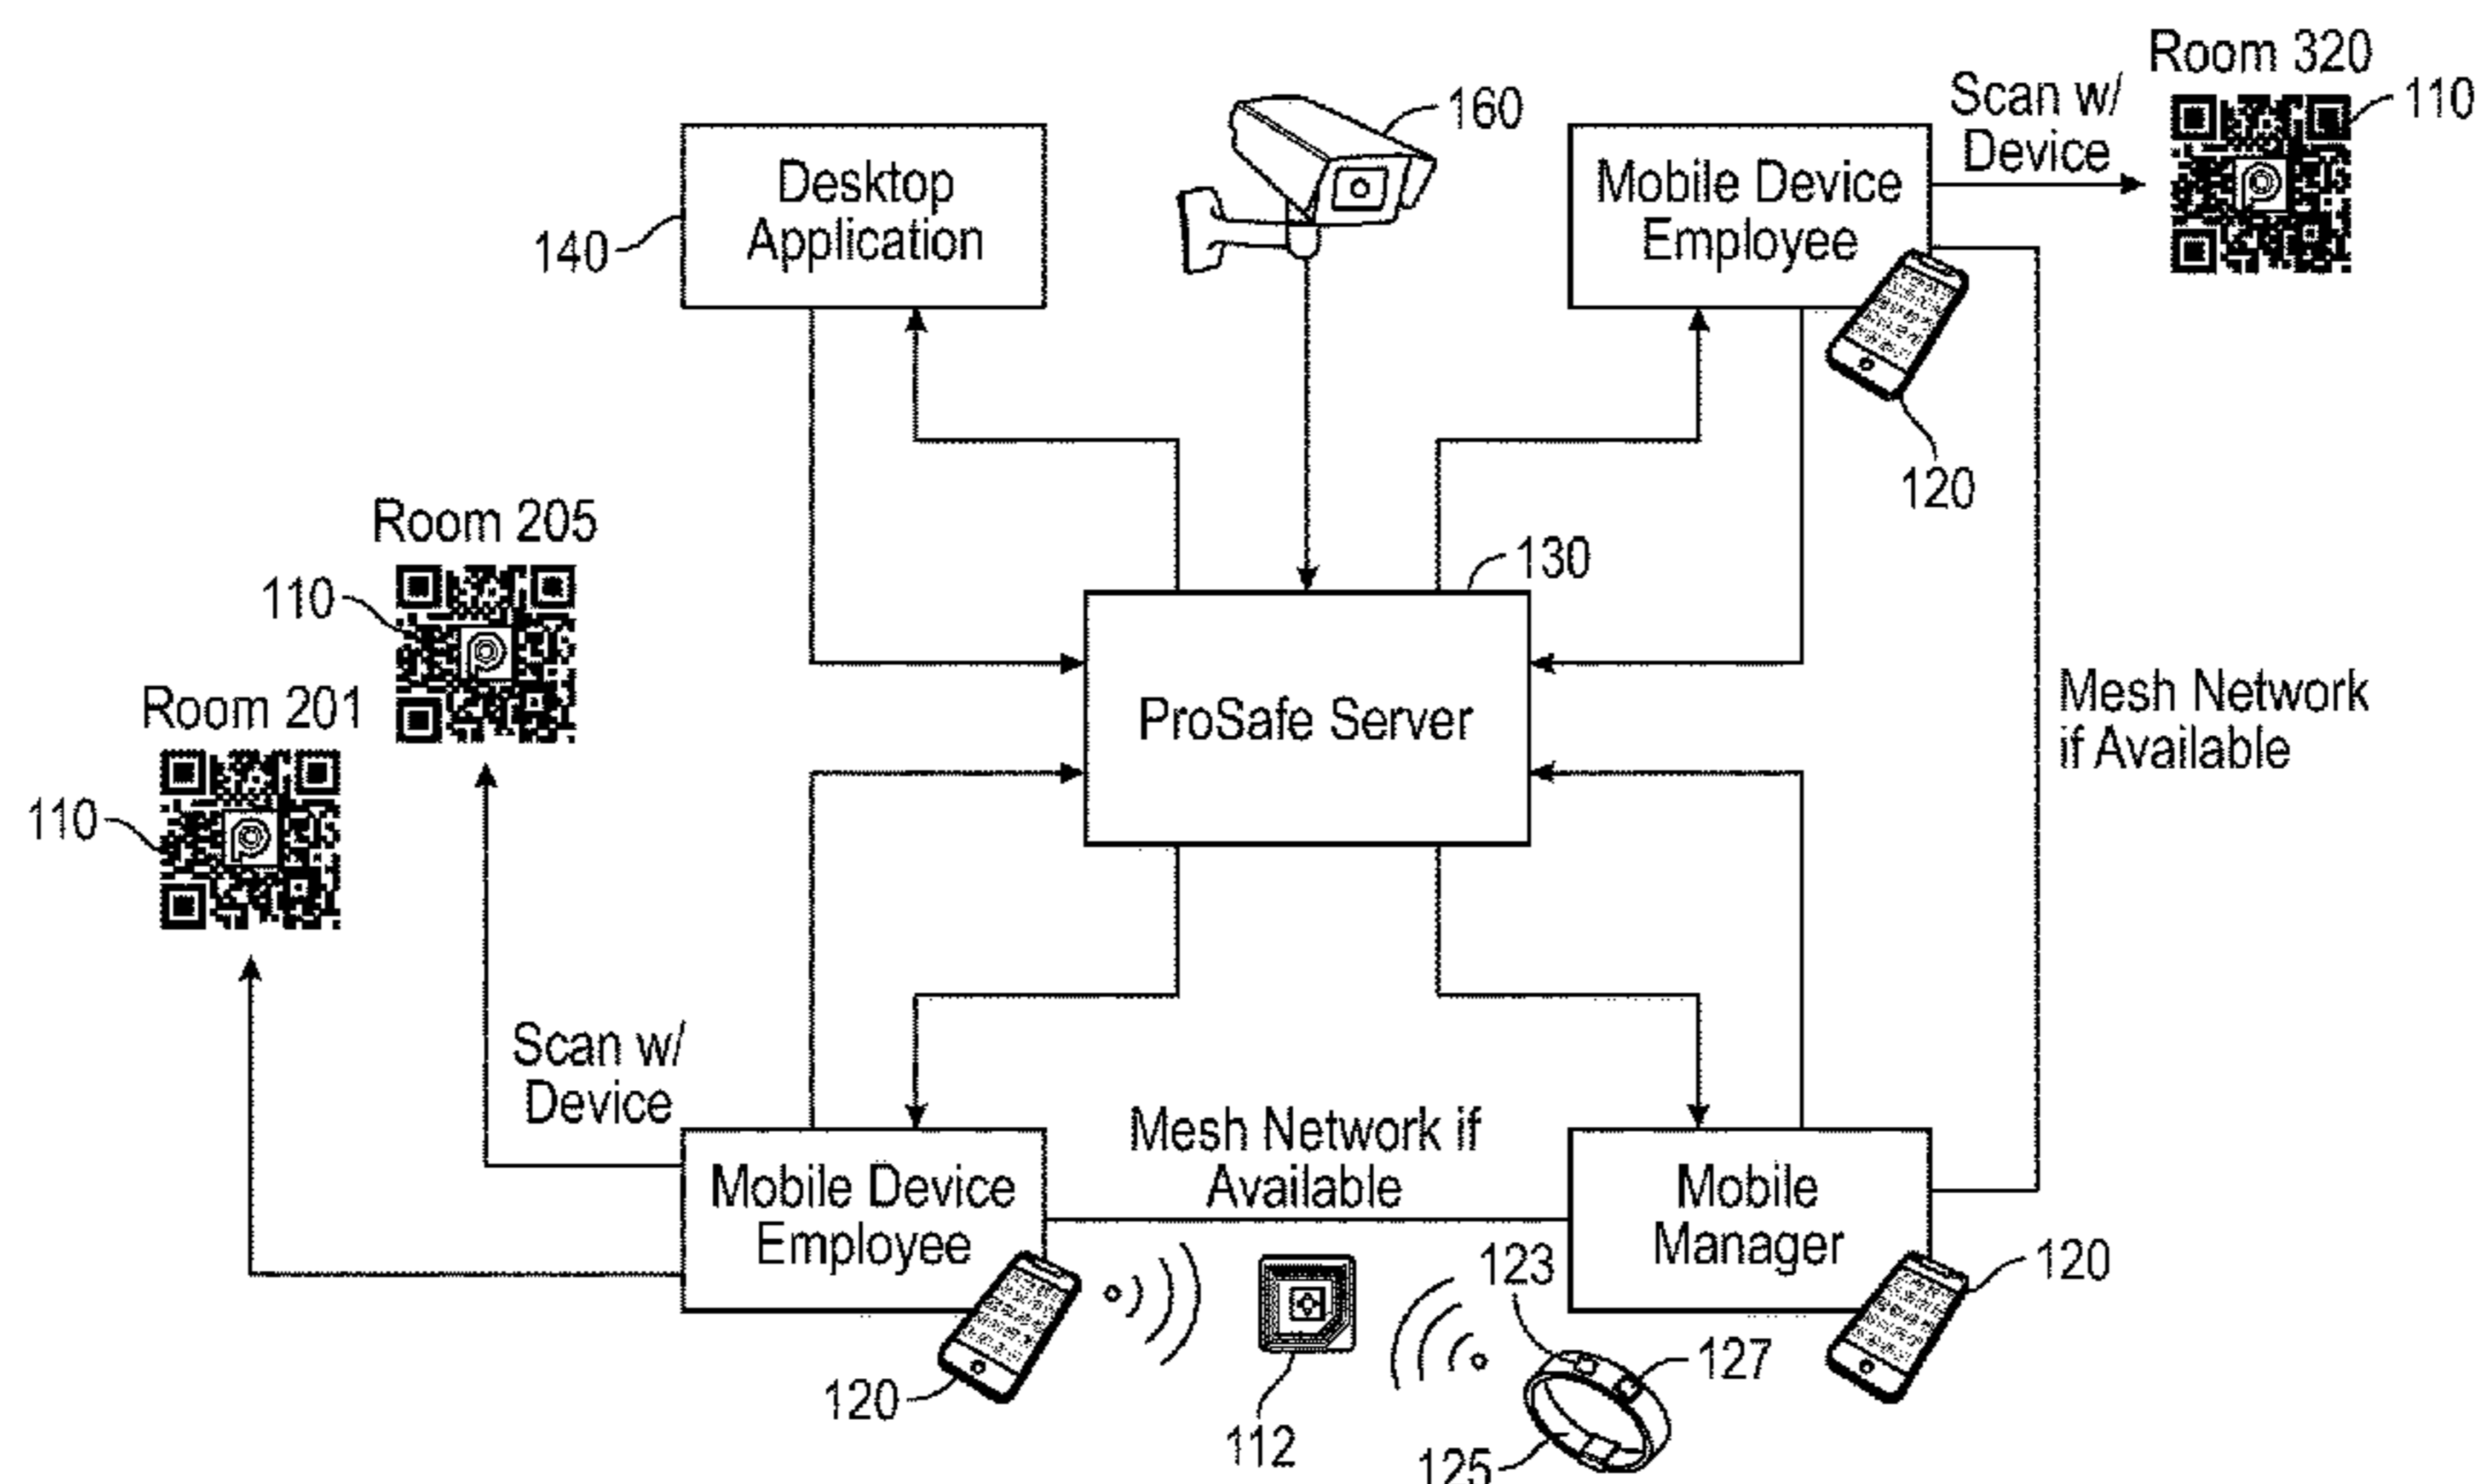 Room 320
Scan w/
Device
110
160
Desktop
Application
140
Mobile Device
Employee
120
Room 205
110
130
ProSafe Server
Mesh Network
if Available
Room 201
110
Scan w/
Device
Mesh Network if
Available
Mobile Device
Employee
Mobile
Manager
123
120
127
120
112
125